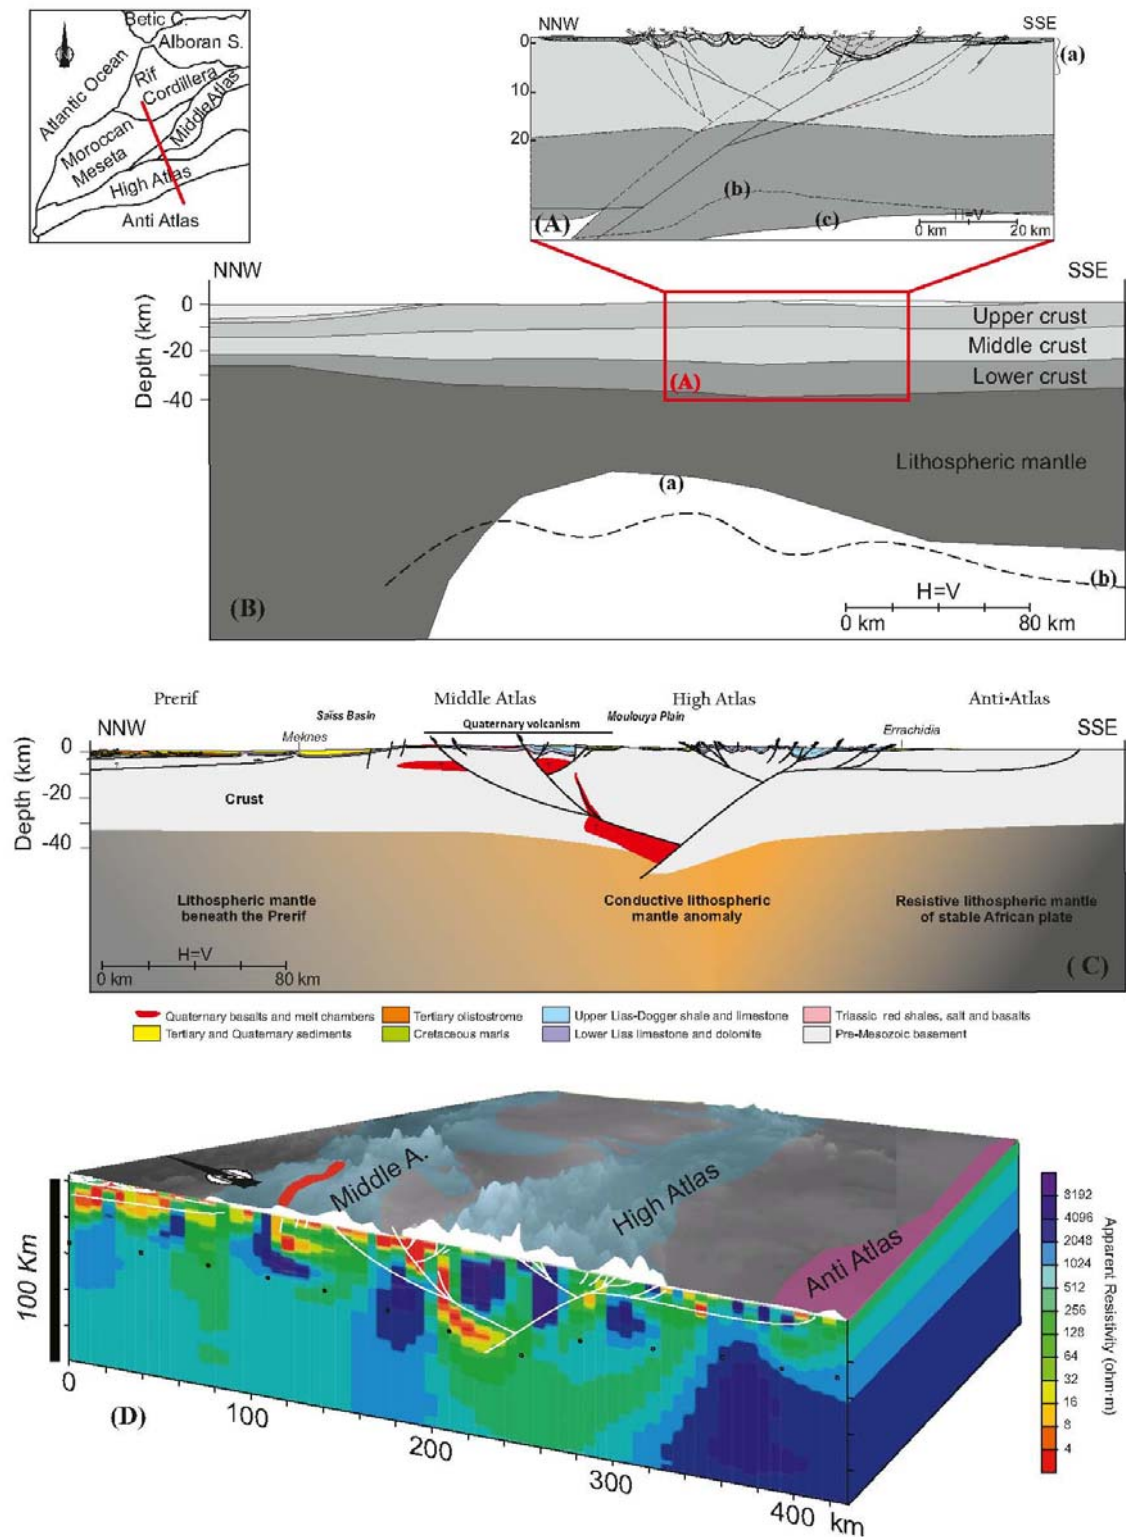 Betic C.
Alboran S.
Atlantic Ocean
Rif
Cordillera
Middle Atlas
Moroccan
Meseta
High Atlas
Anti Atlas
NNW
SSE
0
10
20
(a)
(b)
(c)
(A)
H=V
0 km
20 km
NNW
SSE
Depth (km)
0
-20
-40
Upper crust
Middle crust
Lower crust
(A)
Lithospheric mantle
(a)
(b)
(B)
H=V
0 km
80 km
Prerif
Middle Atlas
High Atlas
Anti-Atlas
NNW
Saïss Basin
Quaternary volcanism
Moulouya Plain
SSE
Meknes
Errachidia
Depth (km)
0
-20
-40
Crust
Lithospheric mantle
beneath the Prerif
Conductive lithospheric
mantle anomaly
Resistive lithospheric mantle
of stable African plate
H=V
0 km
80 km
(C)
Quaternary basalts and melt chambers
Tertiary olistostrome
Upper Lias-Dogger shale and limestone
Triassic red shales, salt and basalts
Tertiary and Quaternary sediments
Cretaceous marls
Lower Lias limestone and dolomite
Pre-Mesozoic basement
Middle A.
High Atlas
Anti Atlas
100 Km
0
100
200
300
400
km
(D)
8192
4096
2048
1024
512
256
128
64
32
16
8
4
Apparent Resistivity (ohm·m)